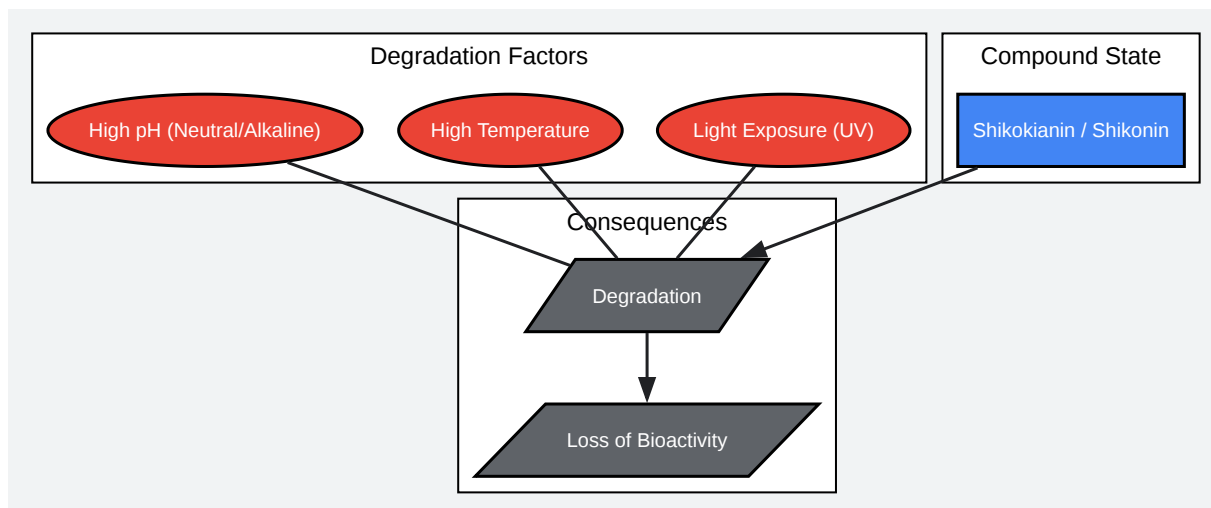 Degradation Factors
Compound State
High pH (Neutral/Alkaline)
High Temperature
Light Exposure (UV)
Shikokianin / Shikonin
Consequences
Degradation
Loss of Bioactivity